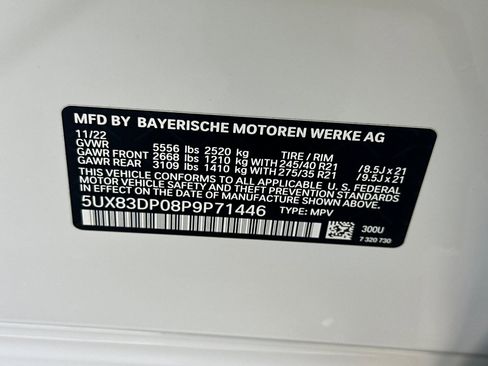 MFD BY BAYERISCHE MOTOREN WERKE AG
11/22
GVWR 5556 lbs 2520 kg TIRE / RIM
GAWR FRONT 2668 lbs 1210 kg WITH 245/40 R21 / 8.5J x 21
GAWR REAR 3109 lbs 1410 kg WITH 275/35 R21 / 9.5J x 21
THIS VEHICLE CONFORMS TO ALL APPLICABLE U. S. FEDERAL
MOTOR VEHICLE SAFETY, BUMPER AND THEFT PREVENTION STANDARDS
IN EFFECT ON THE DATE OF MANUFACTURE SHOWN ABOVE.
5UX83DP08P9P71446 TYPE: MPV
300U
7 320 730